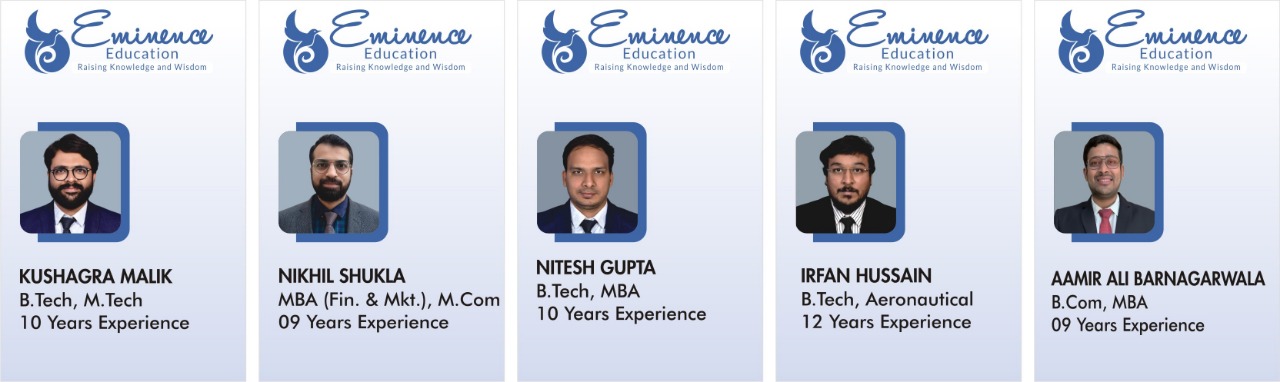 Eminence
Education
Raising Knowledge and Wisdom
KUSHAGRA MALIK
B.Tech, M.Tech
10 Years Experience
Eminence
Education
Raising Knowledge and Wisdom
NIKHIL SHUKLA
MBA (Fin. & Mkt.), M.Com
09 Years Experience
Eminence
Education
Raising Knowledge and Wisdom
NITESH GUPTA
B.Tech, MBA
10 Years Experience
Eminence
Education
Raising Knowledge and Wisdom
IRFAN HUSSAIN
B.Tech, Aeronautical
12 Years Experience
Eminence
Education
Raising Knowledge and Wisdom
AAMIR ALI BARNAGARWALA
B.Com, MBA
09 Years Experience